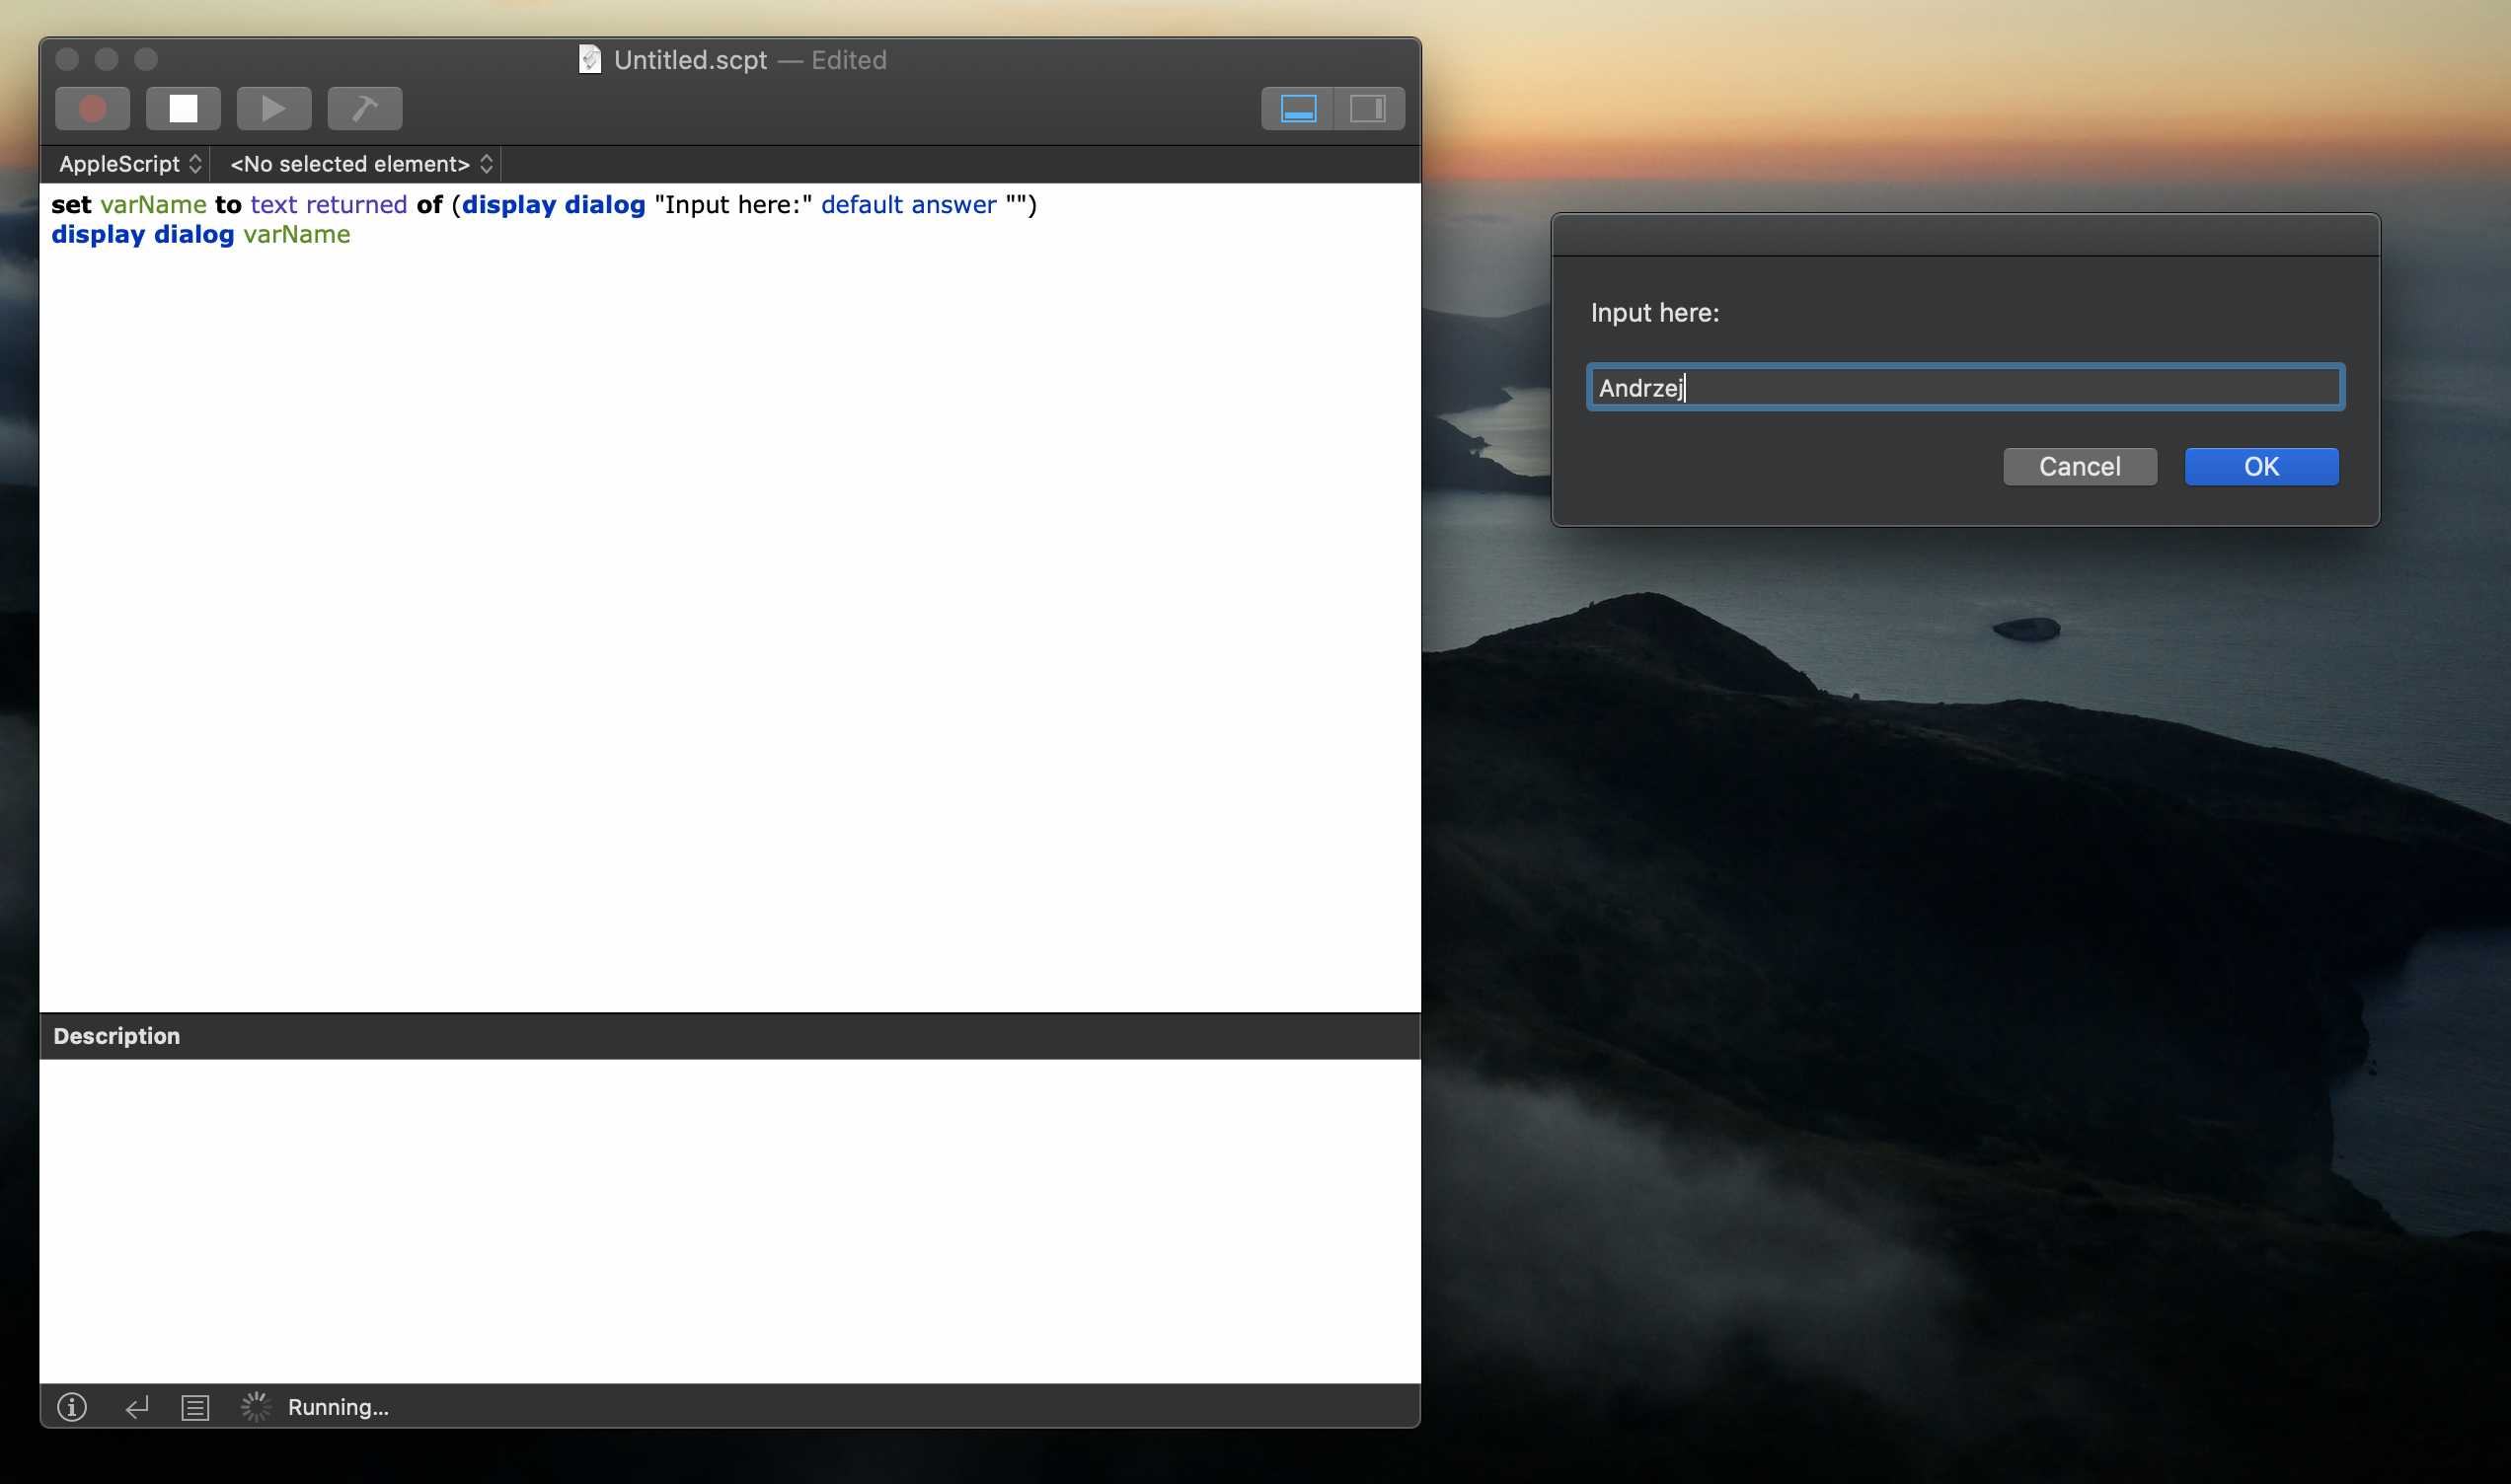 Untitled.scpt — Edited
AppleScript <No selected element>
set varName to text returned of (display dialog "Input here:" default answer "")
display dialog varName
Description
Running...
Input here:
Andrzej
Cancel OK